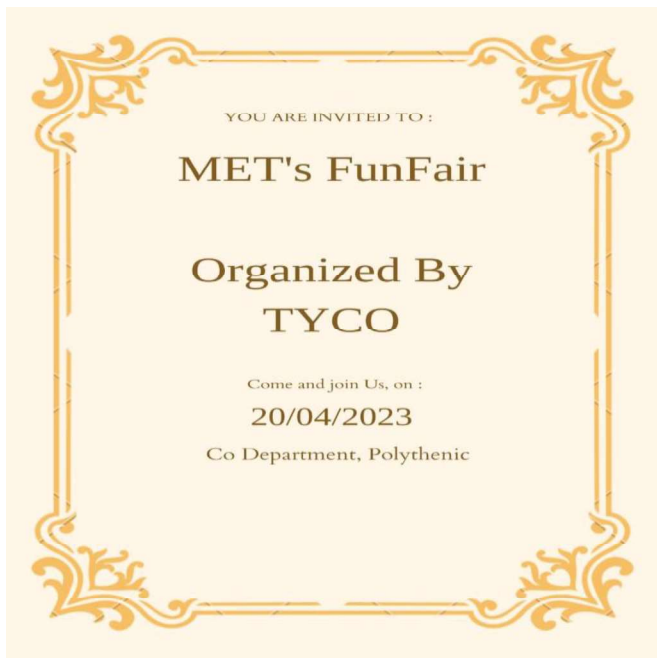 YOU ARE INVITED TO :
MET's FunFair
Organized By
TYCO
Come and join Us, on :
20/04/2023
Co Department, Polythenic